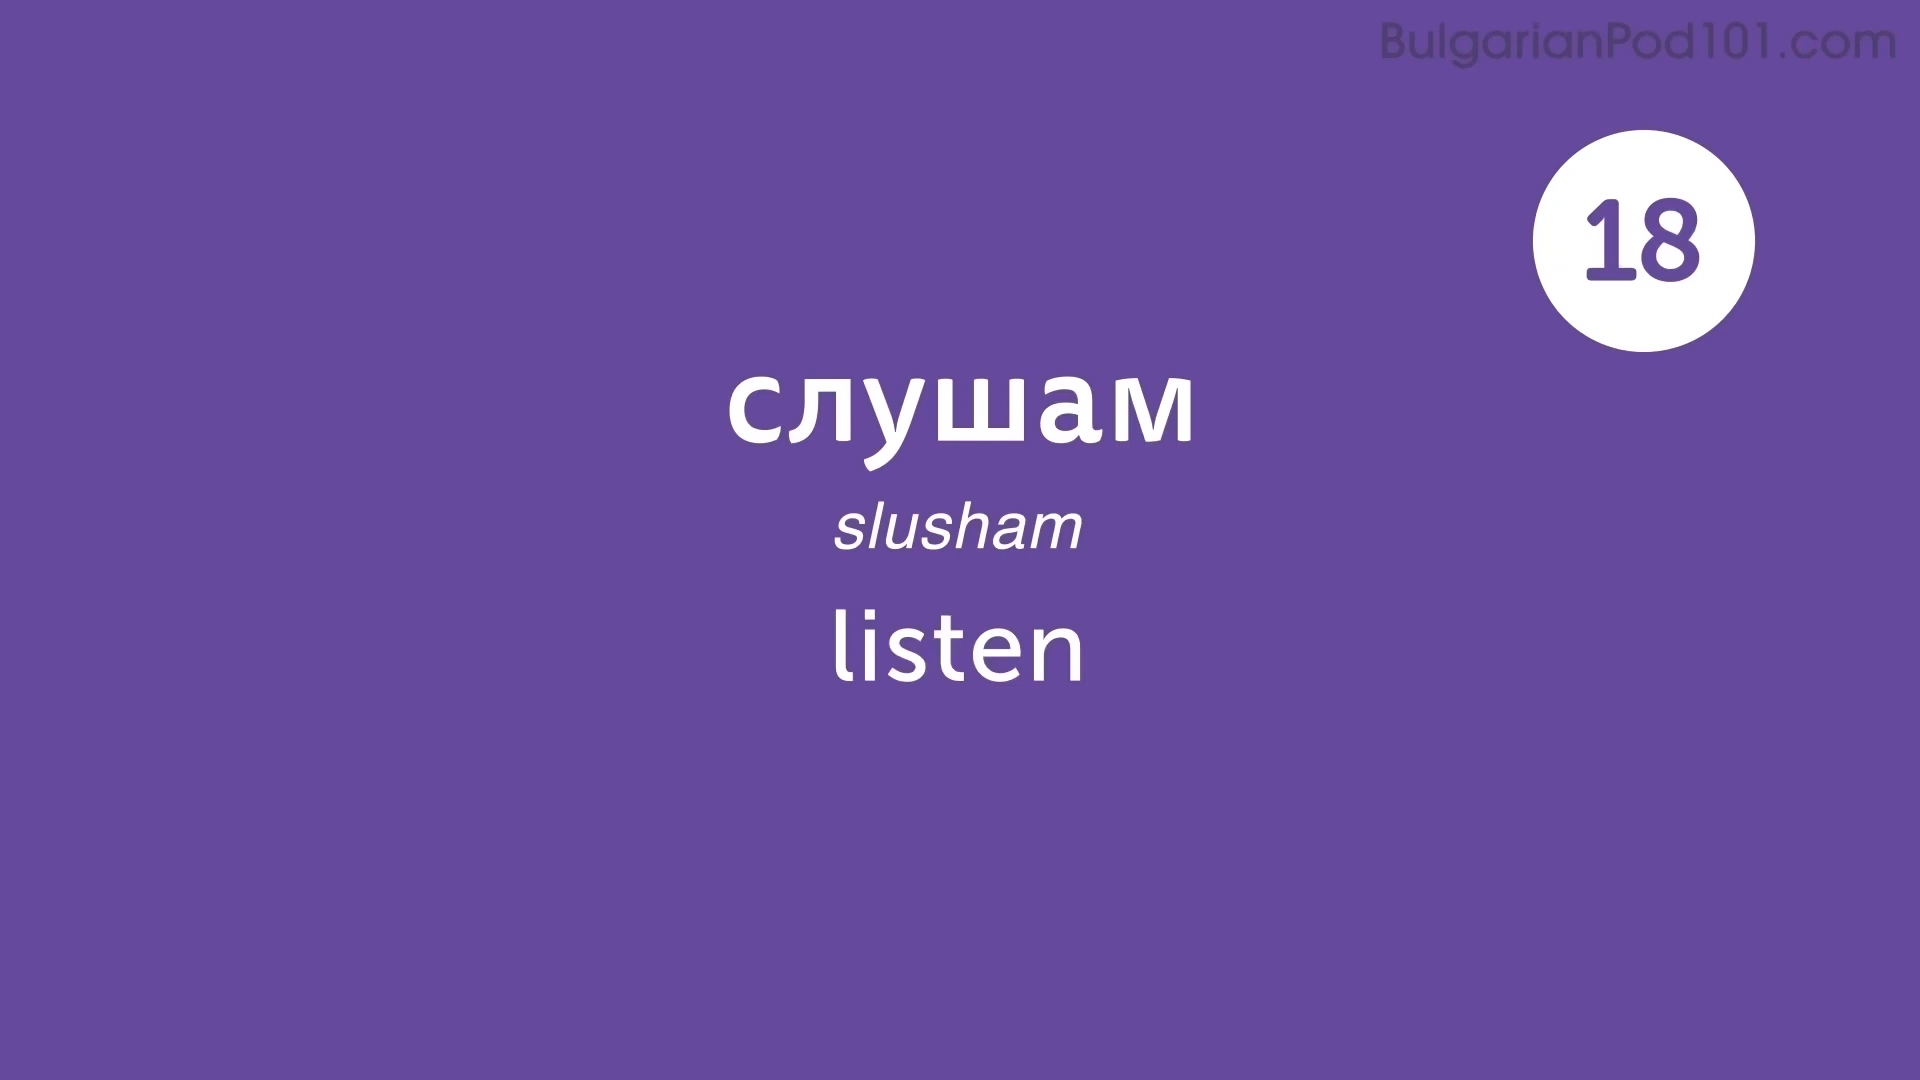 BulgarianPod101.com
18
слушам
slusham
listen